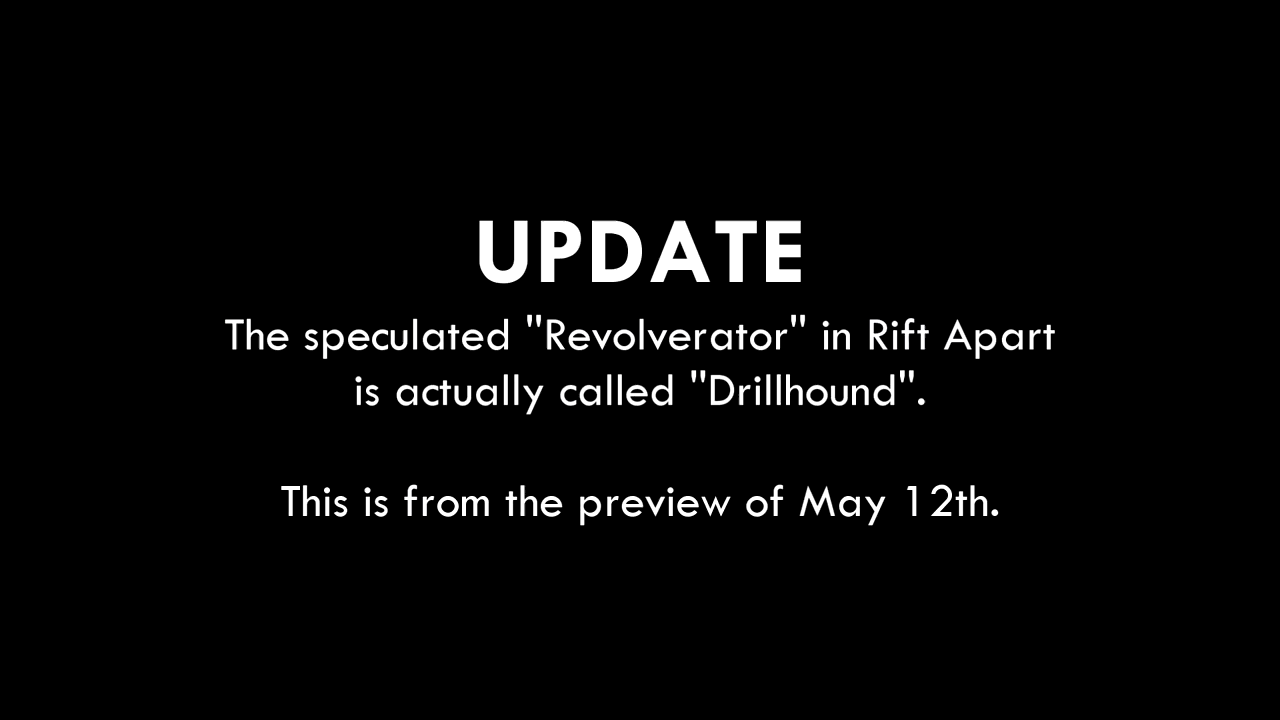 UPDATE
The speculated "Revolverator" in Rift Apart
is actually called "Drillhound".
This is from the preview of May 12th.